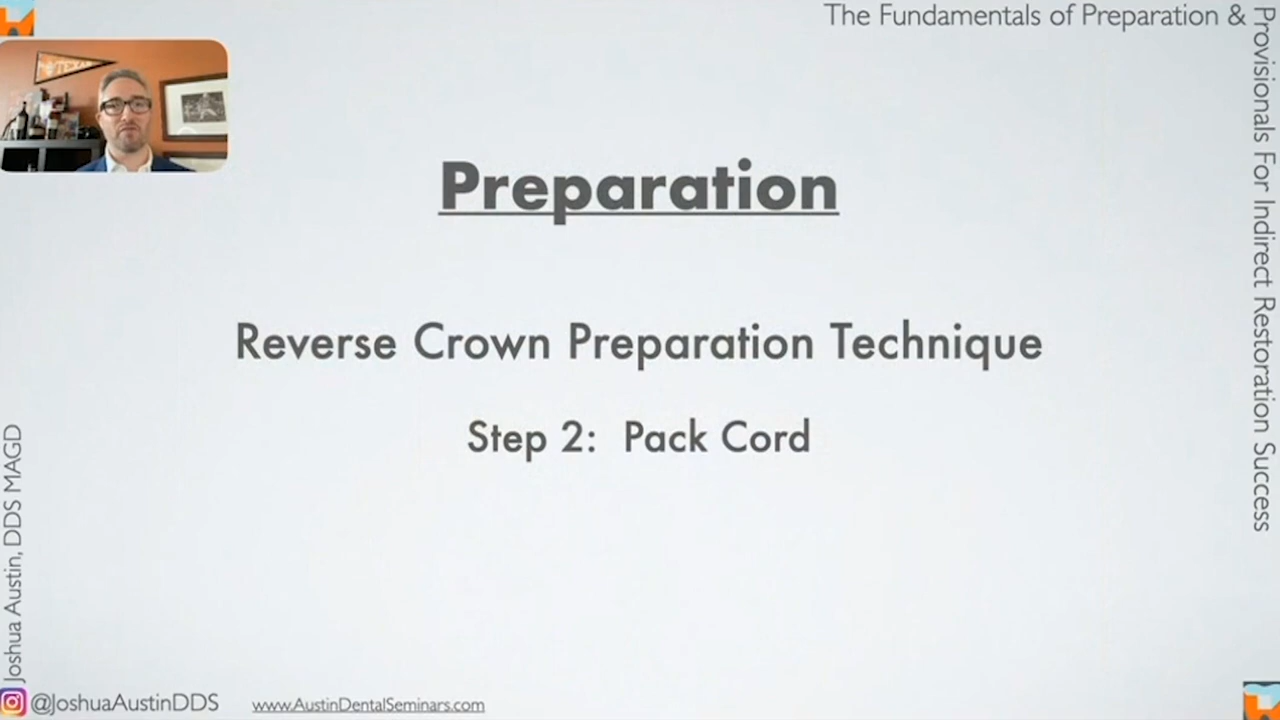 The Fundamentals of Preparation &
Provisionals For Indirect Restoration Success
TEXAS
Preparation
Reverse Crown Preparation Technique
Step 2: Pack Cord
Joshua Austin, DDS MAGD
@JoshuaAustinDDS
www.AustinDentalSeminars.com